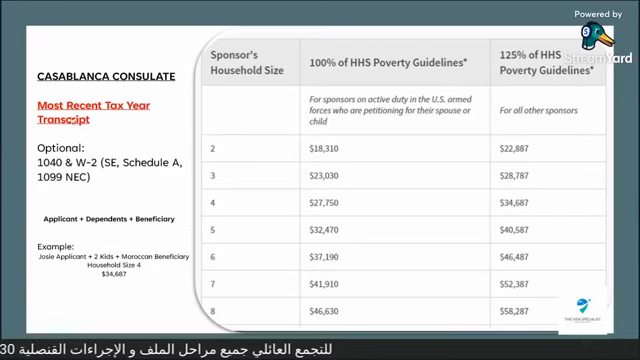 Powered by
StreamYard
CASABLANCA CONSULATE
Most Recent Tax Year
Transcript
Optional:
1040 & W-2 (SE, Schedule A,
1099 NEC)
Applicant + Dependents + Beneficiary
Example:
Josie Applicant + 2 Kids + Moroccan Beneficiary
Household Size 4
$34,687
Sponsor's
Household Size
100% of HHS Poverty Guidelines*
125% of HHS
Poverty Guidelines*
For sponsors on active duty in the U.S. armed
forces who are petitioning for their spouse or
child
For all other sponsors
2 $18,310 $22,887
3 $23,030 $28,787
4 $27,750 $34,687
5 $32,470 $40,587
6 $37,190 $46,487
7 $41,910 $52,387
8 $46,630 $58,287
THE VISA SPECIALIST
للتجمع العائلي جميع مراحل الملف و الإجراءات القنصلية 30